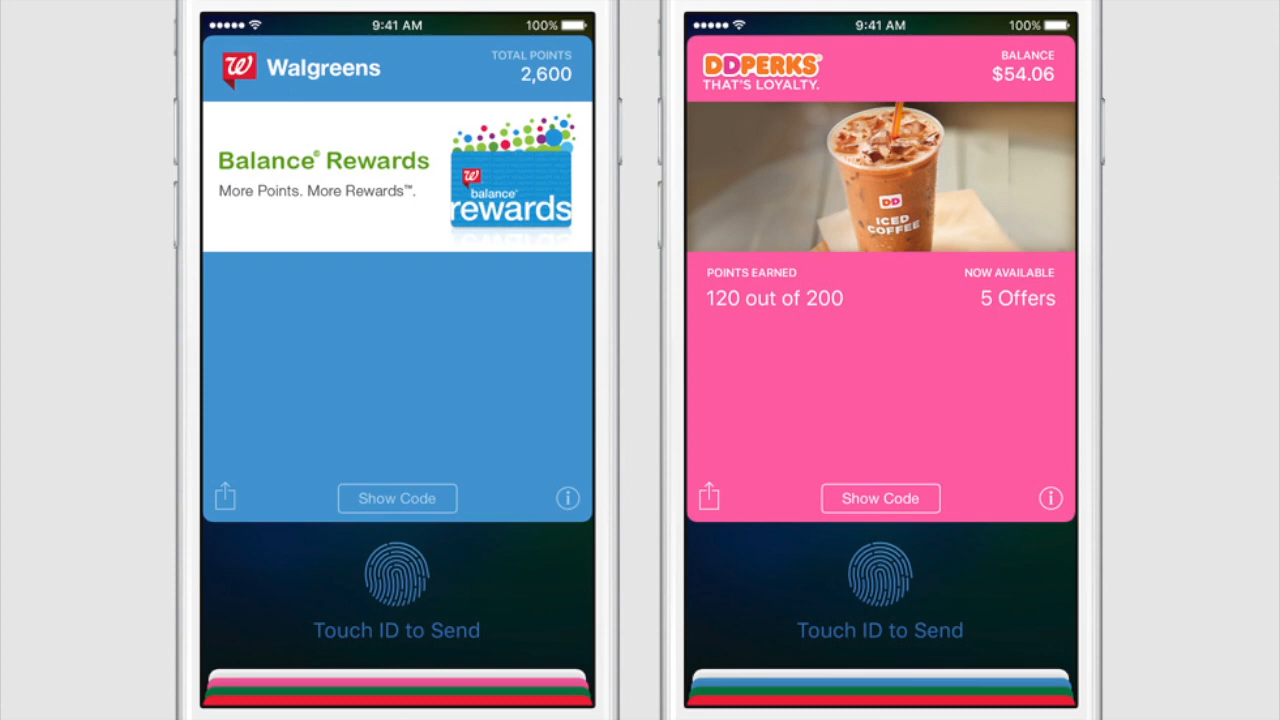 9:41 AM
100%
Walgreens
TOTAL POINTS
2,600
Balance® Rewards
More Points. More Rewards™.
balance®
rewards
Show Code
Touch ID to Send
9:41 AM
100%
DDPERKS®
THAT'S LOYALTY.
BALANCE
$54.06
DD
ICED
COFFEE
POINTS EARNED
120 out of 200
NOW AVAILABLE
5 Offers
Show Code
Touch ID to Send